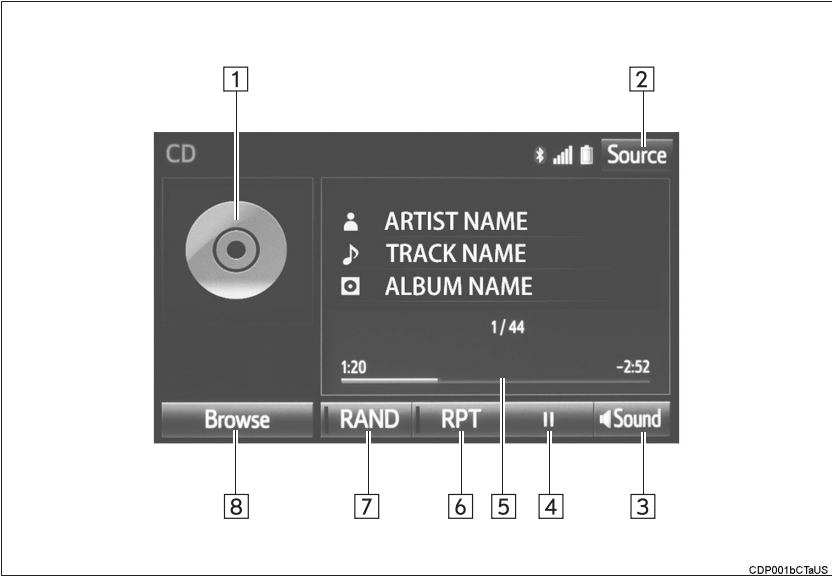 1
2
CD
Source
ARTIST NAME
TRACK NAME
ALBUM NAME
1/44
1:20
-2:52
Browse
RAND
RPT
Sound
8
7
6
5
4
3
CDP001bCTaUS